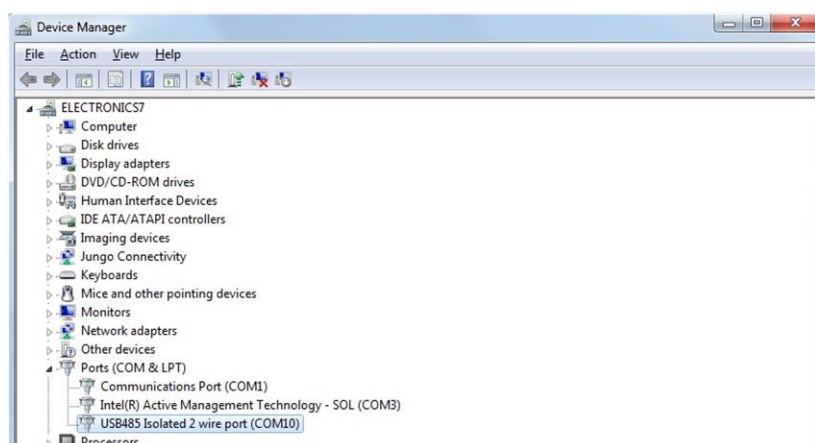 Device Manager
File Action View Help
ELECTRONICS7
Computer
Disk drives
Display adapters
DVD/CD-ROM drives
Human Interface Devices
IDE ATA/ATAPI controllers
Imaging devices
Jungo Connectivity
Keyboards
Mice and other pointing devices
Monitors
Network adapters
Other devices
Ports (COM & LPT)
Communications Port (COM1)
Intel(R) Active Management Technology - SOL (COM3)
USB485 Isolated 2 wire port (COM10)
Processors